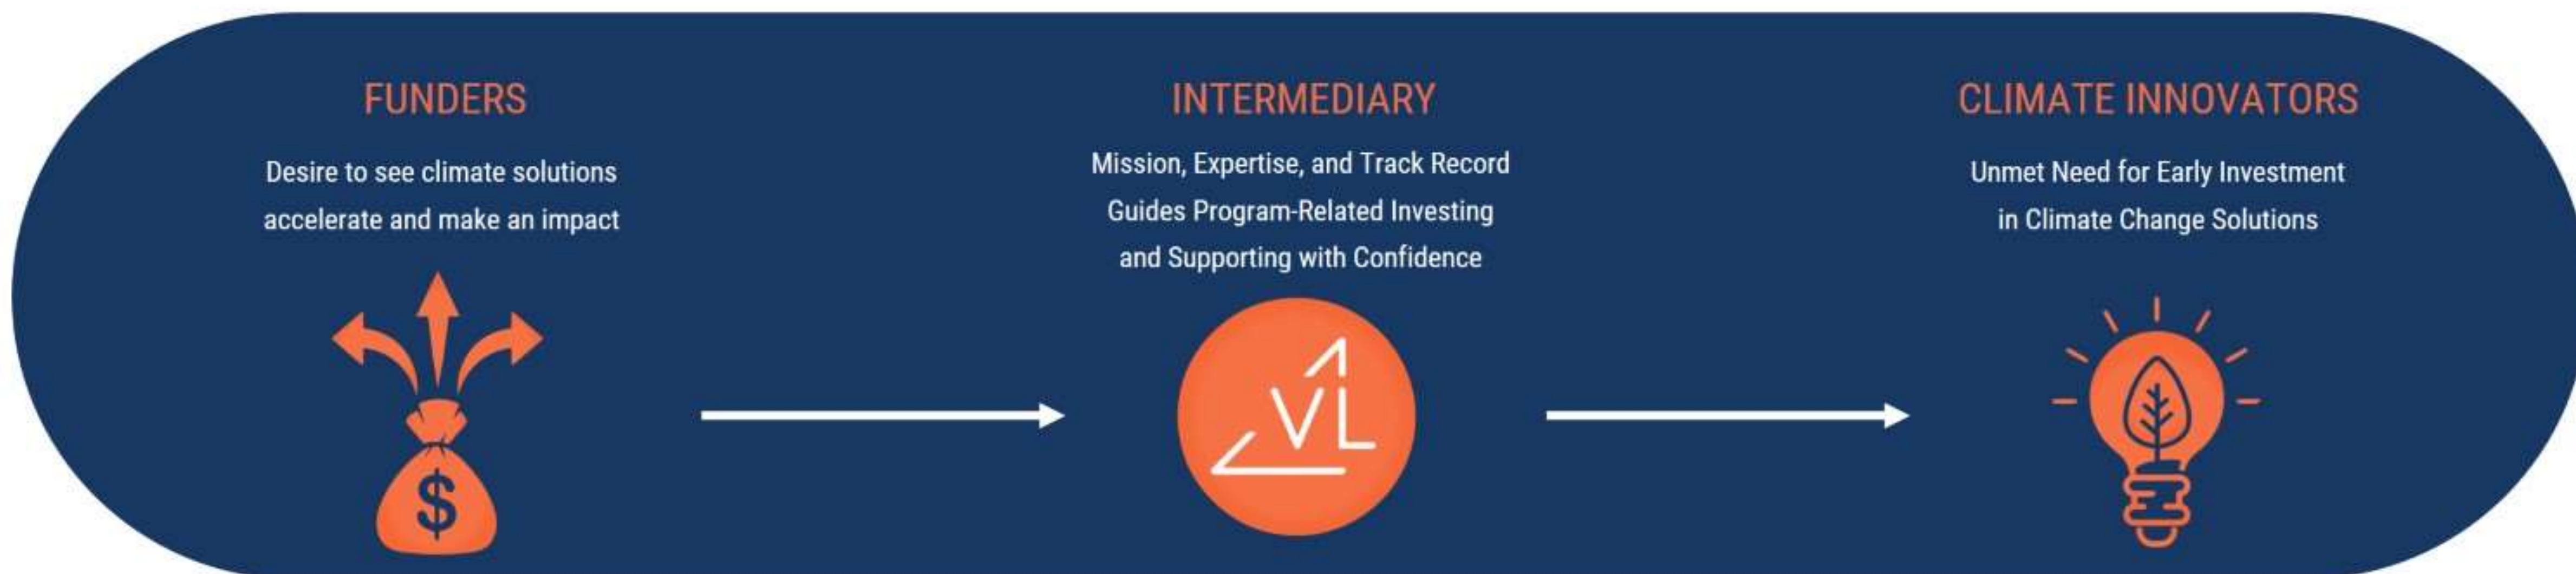 FUNDERS
Desire to see climate solutions
accelerate and make an impact
$
INTERMEDIARY
Mission, Expertise, and Track Record
Guides Program-Related Investing
and Supporting with Confidence
VL
CLIMATE INNOVATORS
Unmet Need for Early Investment
in Climate Change Solutions